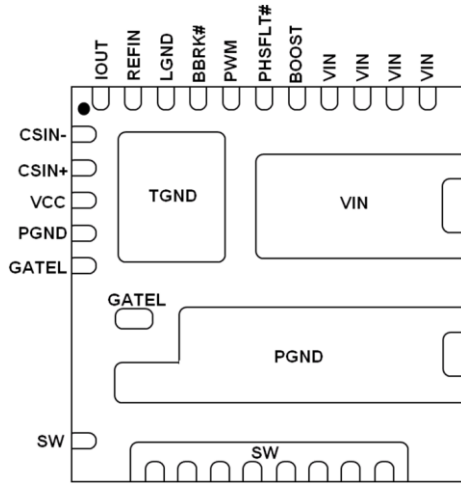 IOUT
REFIN
LGND
BBRK#
PWM
PHSFLT#
BOOST
VIN
VIN
VIN
VIN
CSIN-
CSIN+
VCC
PGND
GATEL
TGND
VIN
GATEL
PGND
SW
SW